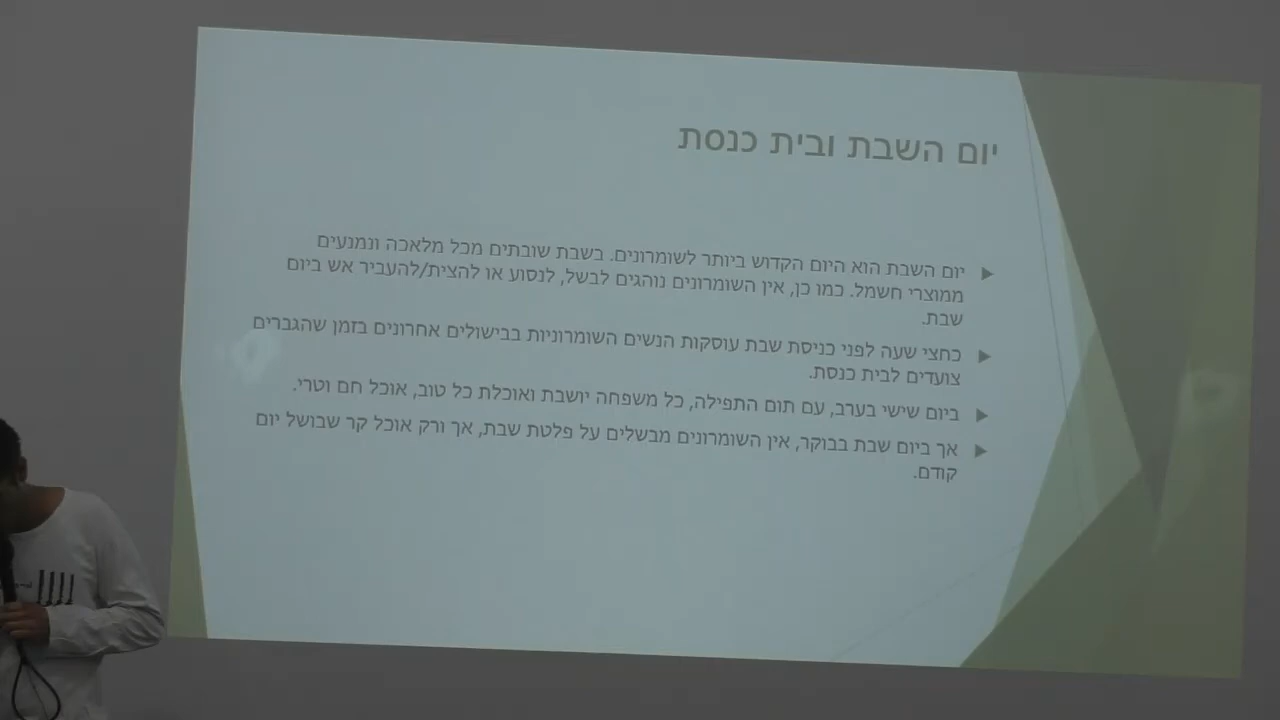 יום השבת ובית כנסת
יום השבת הוא היום הקדוש ביותר לשומרונים. בשבת שובתים מכל מלאכה ונמנעים
ממוצרי חשמל. כמו כן, אין השומרונים נוהגים לבשל, לנסוע או להצית/להעביר אש ביום
שבת.
כחצי שעה לפני כניסת שבת עוסקות הנשים השומרוניות בבישולים אחרונים בזמן שהגברים
צועדים לבית כנסת.
ביום שישי בערב, עם תום התפילה, כל משפחה יושבת ואוכלת כל טוב, אוכל חם וטרי.
אך ביום שבת בבוקר, אין השומרונים מבשלים על פלטת שבת, אך ורק אוכל קר שבושל יום
קודם.